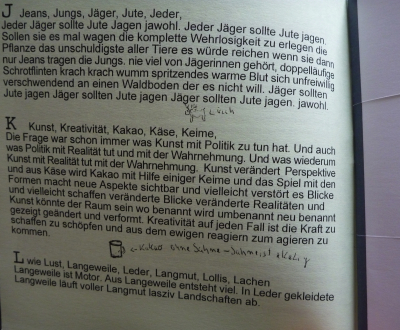 J Jeans, Jungs, Jäger, Jute, Jeder,
Jeder Jäger sollte Jute Jagen jawohl. Jeder Jäger sollte Jute jagen.
Sollen sie es mal wagen die komplette Wehrlosigkeit zu erlegen die
Pflanze das unschuldigste aller Tiere es würde reichen wenn sie dann
nur Jeans tragen die Jungs. nie viel von Jägerinnen gehört, doppelläufige
Schrotflinten krach krach wumm spritzendes warme Blut sich unfreiwillig
verschwendend an einen Waldboden der es nicht will. Jäger sollten
Jute jagen Jäger sollten Jute jagen Jäger sollten Jute jagen. jawohl.
K Kunst, Kreativität, Kakao, Käse, Keime,
Die Frage war schon immer was Kunst mit Politik zu tun hat. Und auch
was Politik mit Realität tut und mit der Wahrnehmung. Und was wiederum
Kunst mit Realität tut mit der Wahrnehmung. Kunst verändert Perspektive
und aus Käse wird Kakao mit Hilfe einiger Keime und das Spiel mit den
Formen macht neue Aspekte sichtbar und vielleicht verstört es Blicke
und vielleicht schaffen veränderte Blicke veränderte Realitäten und
Kunst könnte der Raum sein wo benannt wird umbenannt neu benannt
gezeigt geändert und verformt. Kreativität auf jeden Fall ist die Kraft zu
schaffen zu schöpfen und aus dem ewigen reagiern zum agieren zu
kommen.
Kakao ohne Sahne - Sahne ist ekelig
L wie Lust, Langeweile, Leder, Langmut, Lollis, Lachen
Langeweile ist Motor. Aus Langeweile entsteht viel. In Leder gekleidete
Langweile läuft voller Langmut lasziv Landschaften ab.